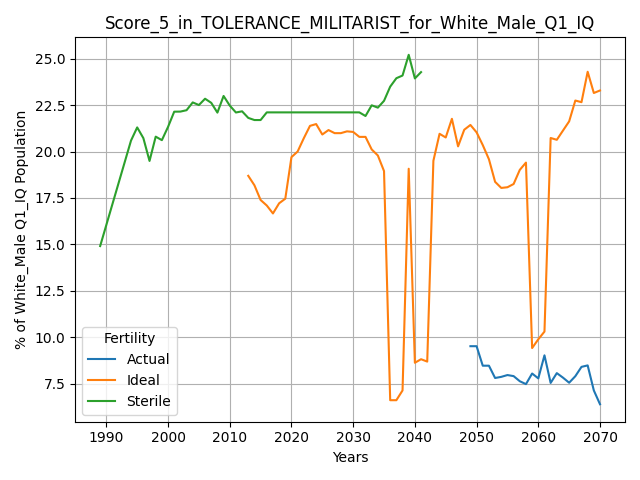 Score_5_in_TOLERANCE_MILITARIST_for_White_Male_Q1_IQ
% of White_Male Q1_IQ Population
25.0
22.5
20.0
17.5
15.0
12.5
10.0
7.5
Fertility
Actual
Ideal
Sterile
1990 2000 2010 2020 2030 2040 2050 2060 2070
Years